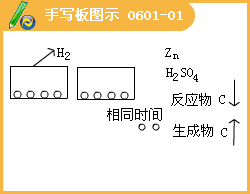 手写板图示 0601-01
H₂
Zn
H₂SO₄
反应物 C↓
相同时间
生成物 C↑